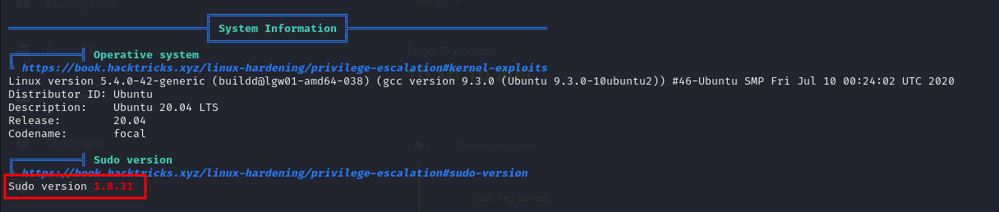 Starting Point
System Information
Target IP Address
Operative system
https://book.hacktricks.xyz/linux-hardening/privilege-escalation#kernel-exploits
Linux version 5.4.0-42-generic (buildd@lgw01-amd64-038) (gcc version 9.3.0 (Ubuntu 9.3.0-10ubuntu2)) #46-Ubuntu SMP Fri Jul 10 00:24:02 UTC 2020
Distributor ID: Ubuntu
Description: Ubuntu 20.04 LTS
Release: 20.04
Codename: focal
Challenges
Sudo version
https://book.hacktricks.xyz/linux-hardening/privilege-escalation#sudo-version
Sudo version 1.8.31
User flag owned